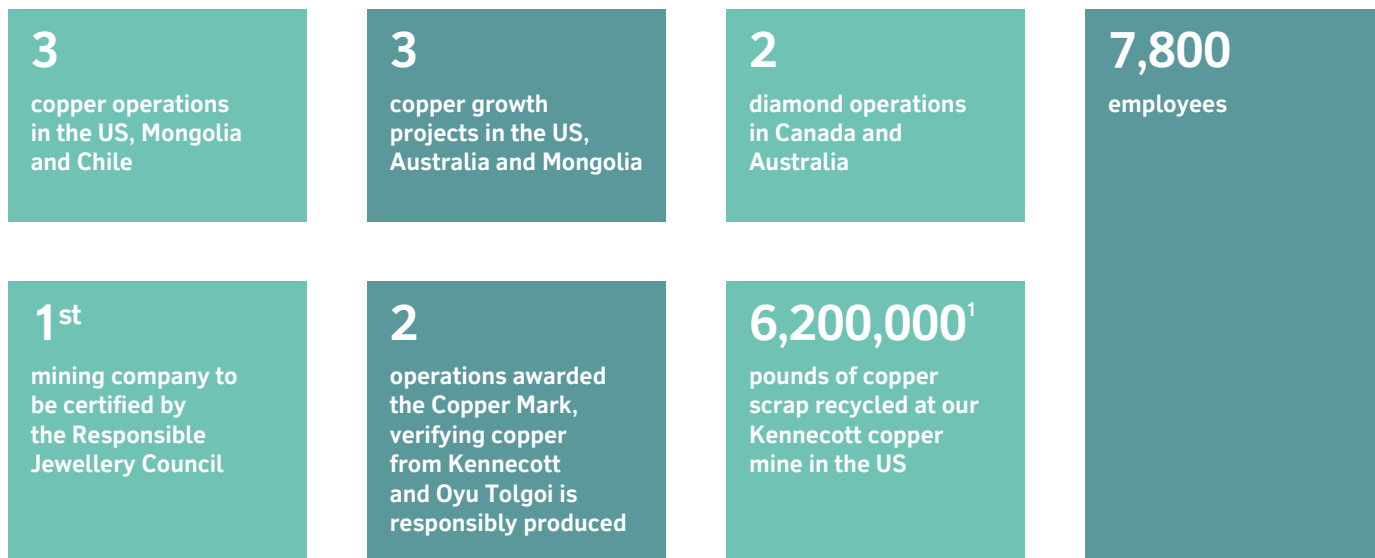 3
copper operations
in the US, Mongolia
and Chile
3
copper growth
projects in the US,
Australia and Mongolia
2
diamond operations
in Canada and
Australia
7,800
employees
1st
mining company to
be certified by
the Responsible
Jewellery Council
2
operations awarded
the Copper Mark,
verifying copper
from Kennecott
and Oyu Tolgoi is
responsibly produced
6,200,000¹
pounds of copper
scrap recycled at our
Kennecott copper
mine in the US